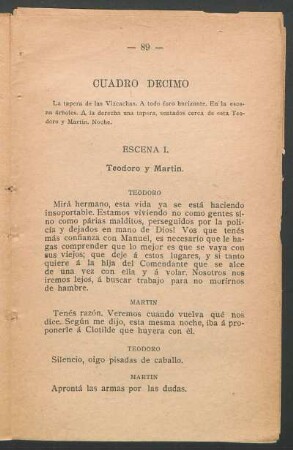 — 89 —
CUADRO DECIMO
La tapera de las Vizcachas. A todo foro horizonte. En la esce-
na árboles. A la derecha una tapera, sentados cerca de esta Teo-
doro y Martín. Noche.
ESCENA I.
Teodoro y Martin.
TEODORO
Mirá hermano, esta vida ya se está haciendo
insoportable. Estamos viviendo no como gentes si-
no como párias malditos, perseguidos por la poli-
cía y dejados en mano de Dios! Vos que tenés
más confianza con Manuel, es necesario que le ha-
gas comprender que lo mejor es que se vaya con
sus viejos; que deje á estos lugares, y si tanto
quiere á la hija del Comendante que se alce
de una vez con ella y á volar. Nosotros nos
iremos lejos, á buscar trabajo para no morirnos
de hambre.
MARTIN
Tenés razón. Veremos cuando vuelva qué nos
dice. Según me dijo, esta mesma noche, iba á pro-
ponerle á Clotilde que huyera con él.
TEODORO
Silencio, oigo pisadas de caballo.
MARTIN
Aprontá las armas por las dudas.